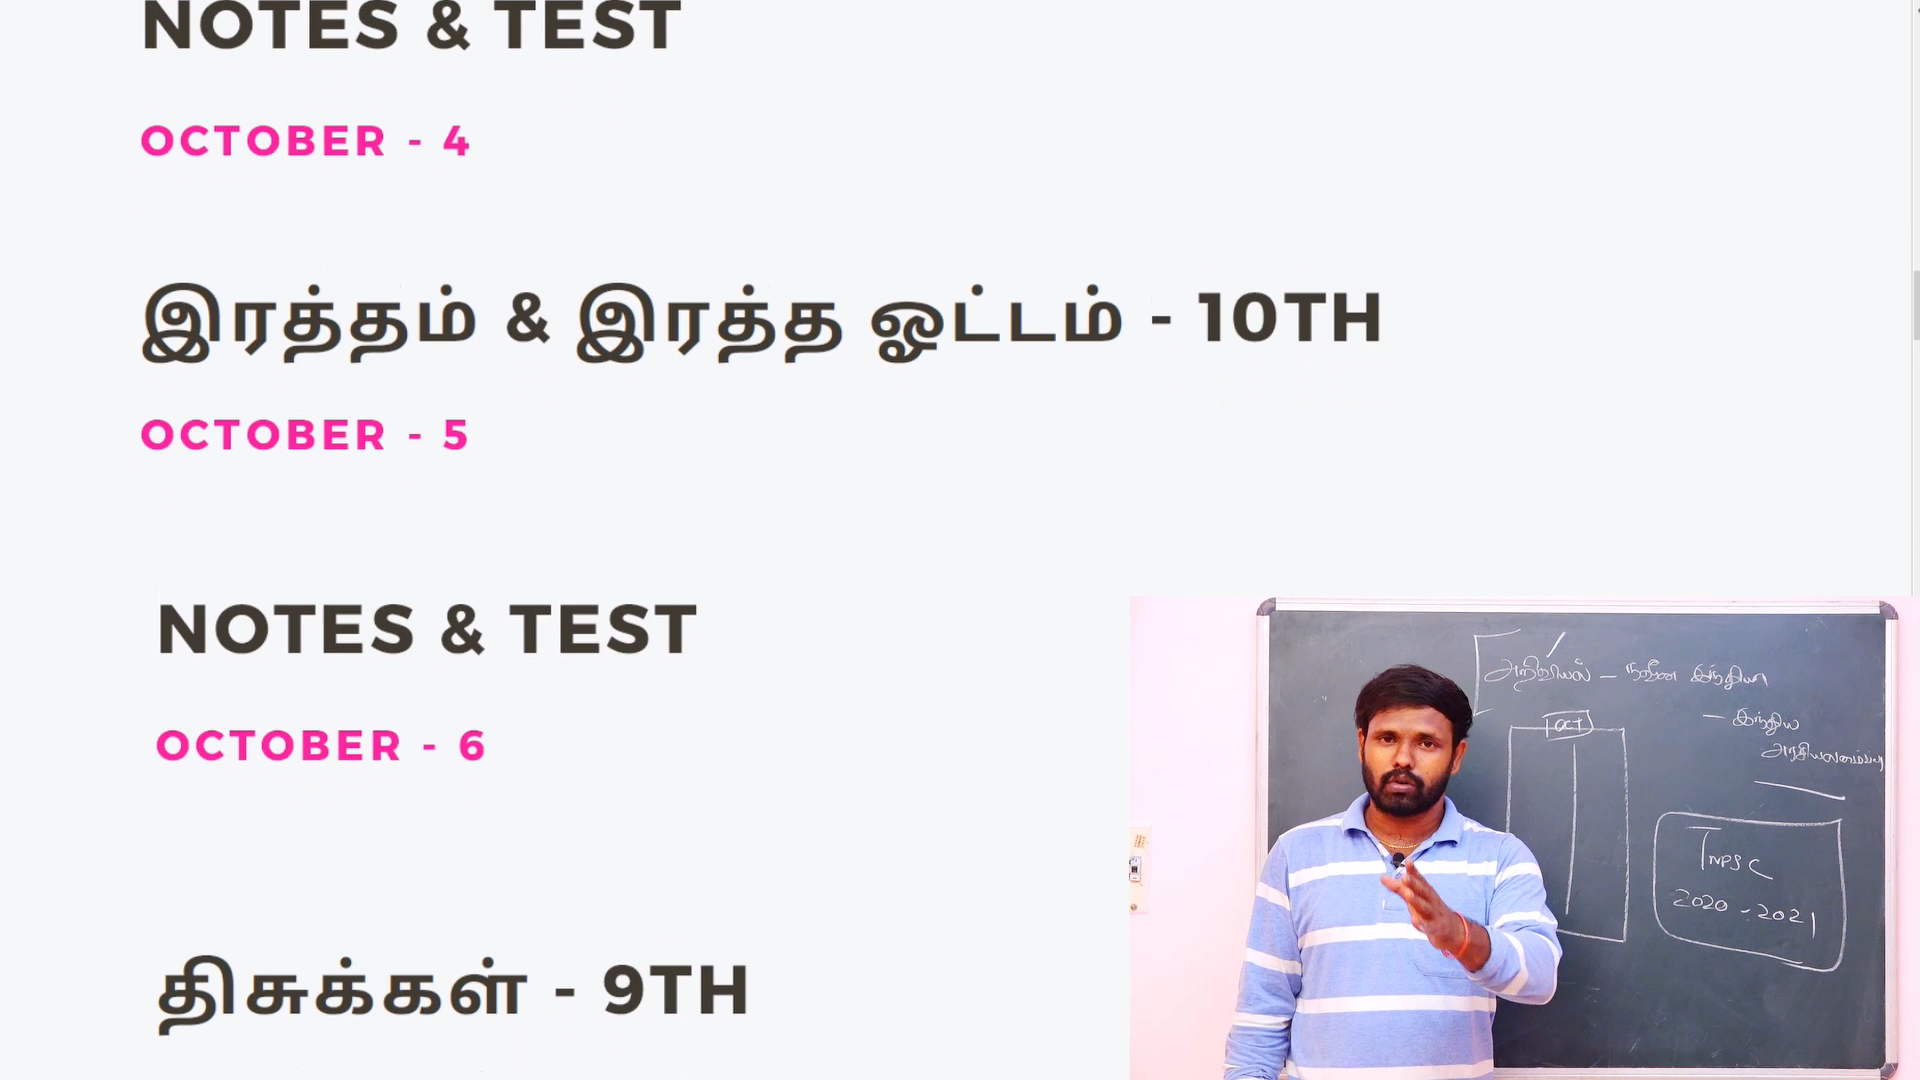 NOTES & TEST
OCTOBER - 4
இரத்தம் & இரத்த ஓட்டம் - 10TH
OCTOBER - 5
NOTES & TEST
OCTOBER - 6
திசுக்கள் - 9TH
அறிவியல் - நவீன இந்தியா
- இந்திய
அரசியலமைப்பு
OCT
TNPSC
2020 - 2021